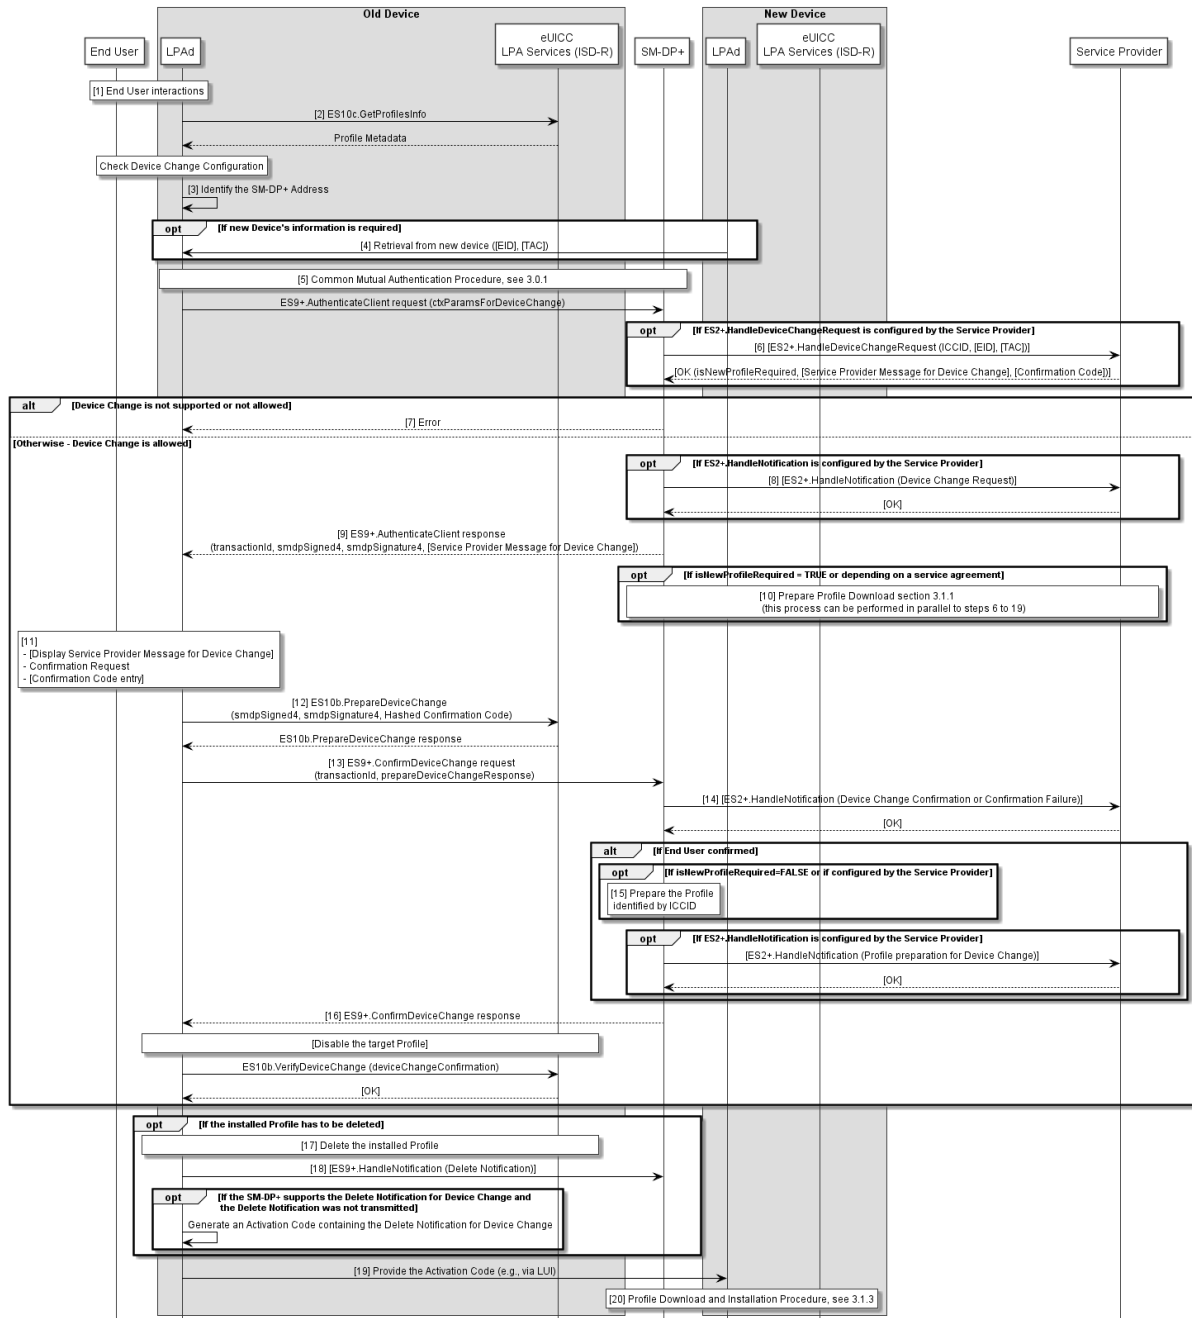 Old Device
New Device
End User
LPAd
eUICC
LPA Services (ISD-R)
SM-DP+
LPAd
eUICC
LPA Services (ISD-R)
Service Provider
[1] End User interactions
[2] ES10c.GetProfilesInfo
Profile Metadata
Check Device Change Configuration
[3] Identify the SM-DP+ Address
opt [If new Device's information is required]
[4] Retrieval from new device ([EID], [TAC])
[5] Common Mutual Authentication Procedure, see 3.0.1
ES9+.AuthenticateClient request (ctxParamsForDeviceChange)
opt [If ES2+.HandleDeviceChangeRequest is configured by the Service Provider]
[6] [ES2+.HandleDeviceChangeRequest (ICCID, [EID], [TAC])]
[OK (isNewProfileRequired, [Service Provider Message for Device Change], [Confirmation Code])]
alt [Device Change is not supported or not allowed]
[7] Error
[Otherwise - Device Change is allowed]
opt [If ES2+.HandleNotification is configured by the Service Provider]
[8] [ES2+.HandleNotification (Device Change Request)]
[OK]
[9] ES9+.AuthenticateClient response
(transactionId, smdpSigned4, smdpSignature4, [Service Provider Message for Device Change])
opt [If isNewProfileRequired = TRUE or depending on a service agreement]
[10] Prepare Profile Download section 3.1.1
(this process can be performed in parallel to steps 6 to 19)
[11]
- [Display Service Provider Message for Device Change]
- Confirmation Request
- [Confirmation Code entry]
[12] ES10b.PrepareDeviceChange
(smdpSigned4, smdpSignature4, Hashed Confirmation Code)
ES10b.PrepareDeviceChange response
[13] ES9+.ConfirmDeviceChange request
(transactionId, prepareDeviceChangeResponse)
[14] [ES2+.HandleNotification (Device Change Confirmation or Confirmation Failure)]
[OK]
alt [If End User confirmed]
opt [If isNewProfileRequired=FALSE or if configured by the Service Provider]
[15] Prepare the Profile
identified by ICCID
opt [If ES2+.HandleNotification is configured by the Service Provider]
[ES2+.HandleNotification (Profile preparation for Device Change)]
[OK]
[16] ES9+.ConfirmDeviceChange response
[Disable the target Profile]
ES10b.VerifyDeviceChange (deviceChangeConfirmation)
[OK]
opt [If the installed Profile has to be deleted]
[17] Delete the installed Profile
[18] [ES9+.HandleNotification (Delete Notification)]
opt [If the SM-DP+ supports the Delete Notification for Device Change and
the Delete Notification was not transmitted]
Generate an Activation Code containing the Delete Notification for Device Change
[19] Provide the Activation Code (e.g., via LUI)
[20] Profile Download and Installation Procedure, see 3.1.3